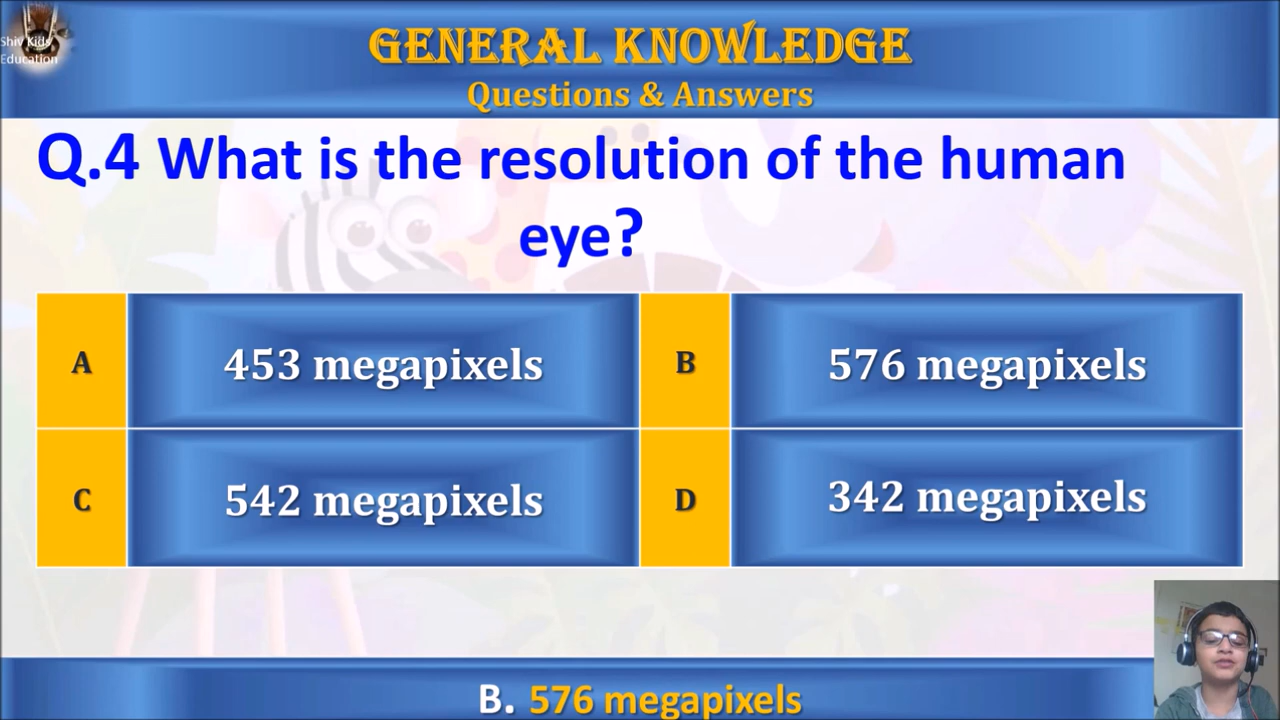 Shiv Kids
Education
GENERAL KNOWLEDGE
Questions & Answers
Q.4 What is the resolution of the human
eye?
A 453 megapixels B 576 megapixels
C 542 megapixels D 342 megapixels
B. 576 megapixels